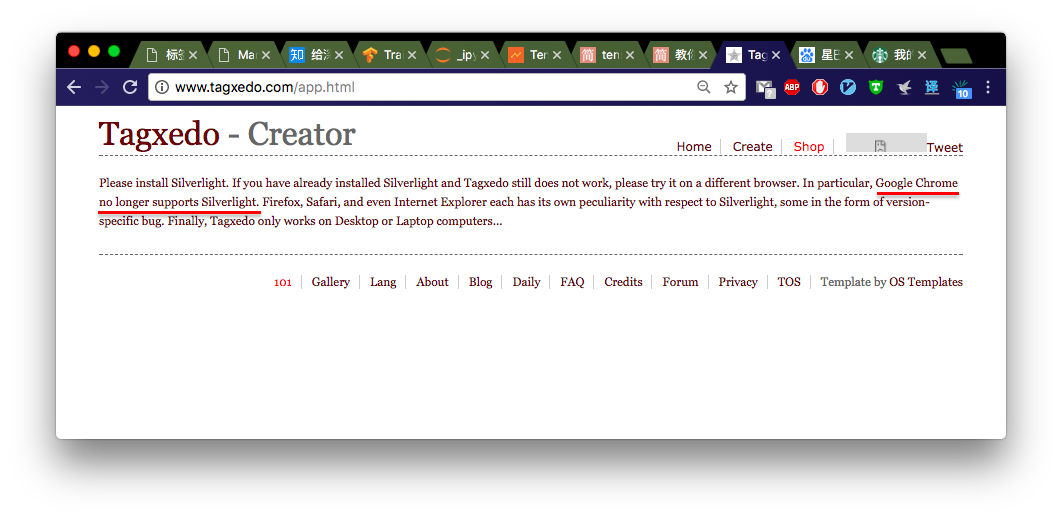 标签 Mar 知 给沙 Tra _ipy Ter 简 ten 简 教你 Tag 星巴 我的
www.tagxedo.com/app.html ABP 译 10
Tagxedo - Creator
Home Create Shop Tweet
Please install Silverlight. If you have already installed Silverlight and Tagxedo still does not work, please try it on a different browser. In particular, Google Chrome
no longer supports Silverlight. Firefox, Safari, and even Internet Explorer each has its own peculiarity with respect to Silverlight, some in the form of version-
specific bug. Finally, Tagxedo only works on Desktop or Laptop computers...
101 Gallery Lang About Blog Daily FAQ Credits Forum Privacy TOS Template by OS Templates